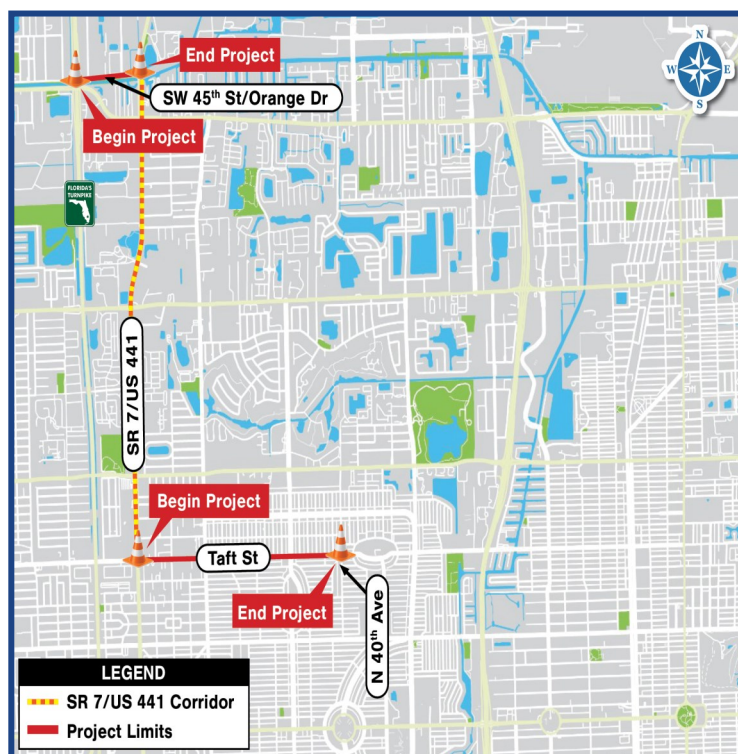 N
W
E
S
End Project
SW 45th St/Orange Dr
Begin Project
FLORIDA'S
TURNPIKE
SR 7/US 441
Begin Project
Taft St
End Project
N 40th Ave
LEGEND
SR 7/US 441 Corridor
Project Limits